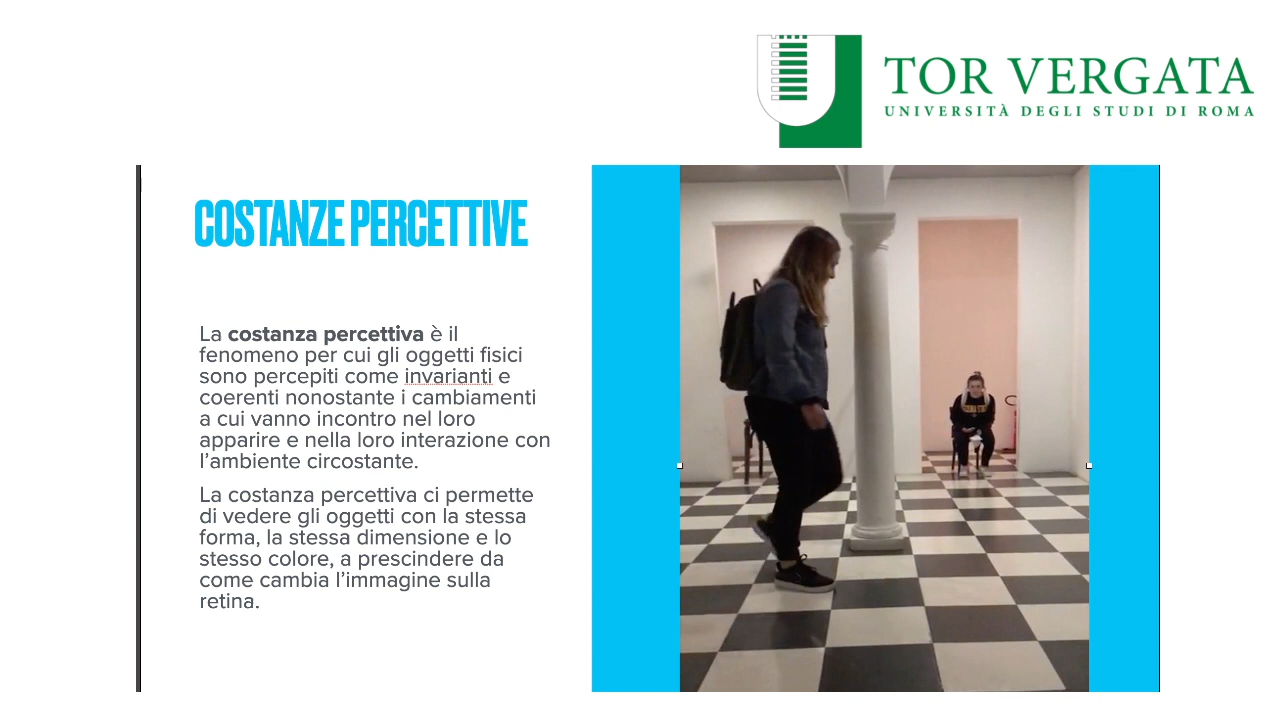 TOR VERGATA
UNIVERSITÀ DEGLI STUDI DI ROMA
COSTANZE PERCETTIVE
La costanza percettiva è il
fenomeno per cui gli oggetti fisici
sono percepiti come invarianti e
coerenti nonostante i cambiamenti
a cui vanno incontro nel loro
apparire e nella loro interazione con
l’ambiente circostante.
La costanza percettiva ci permette
di vedere gli oggetti con la stessa
forma, la stessa dimensione e lo
stesso colore, a prescindere da
come cambia l’immagine sulla
retina.